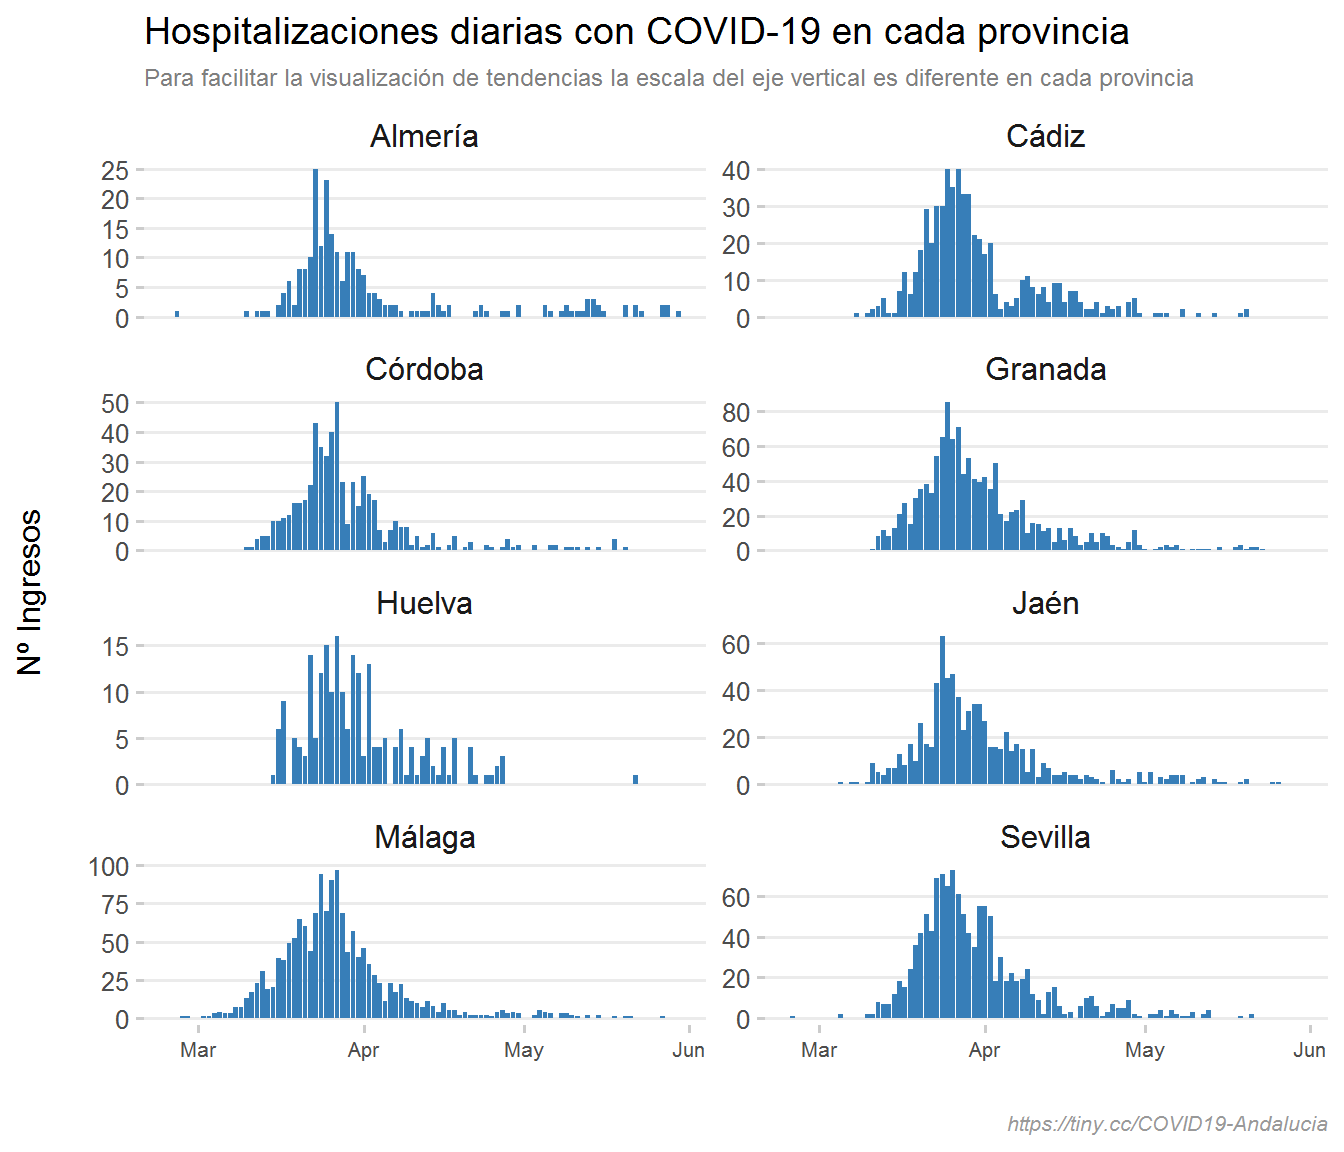 Hospitalizaciones diarias con COVID-19 en cada provincia
Para facilitar la visualización de tendencias la escala del eje vertical es diferente en cada provincia
Nº Ingresos
Almería
25
20
15
10
5
0
Cádiz
40
30
20
10
0
Córdoba
50
40
30
20
10
0
Granada
80
60
40
20
0
Huelva
15
10
5
0
Jaén
60
40
20
0
Málaga
100
75
50
25
0
Mar Apr May Jun
Sevilla
60
40
20
0
Mar Apr May Jun
https://tiny.cc/COVID19-Andalucia